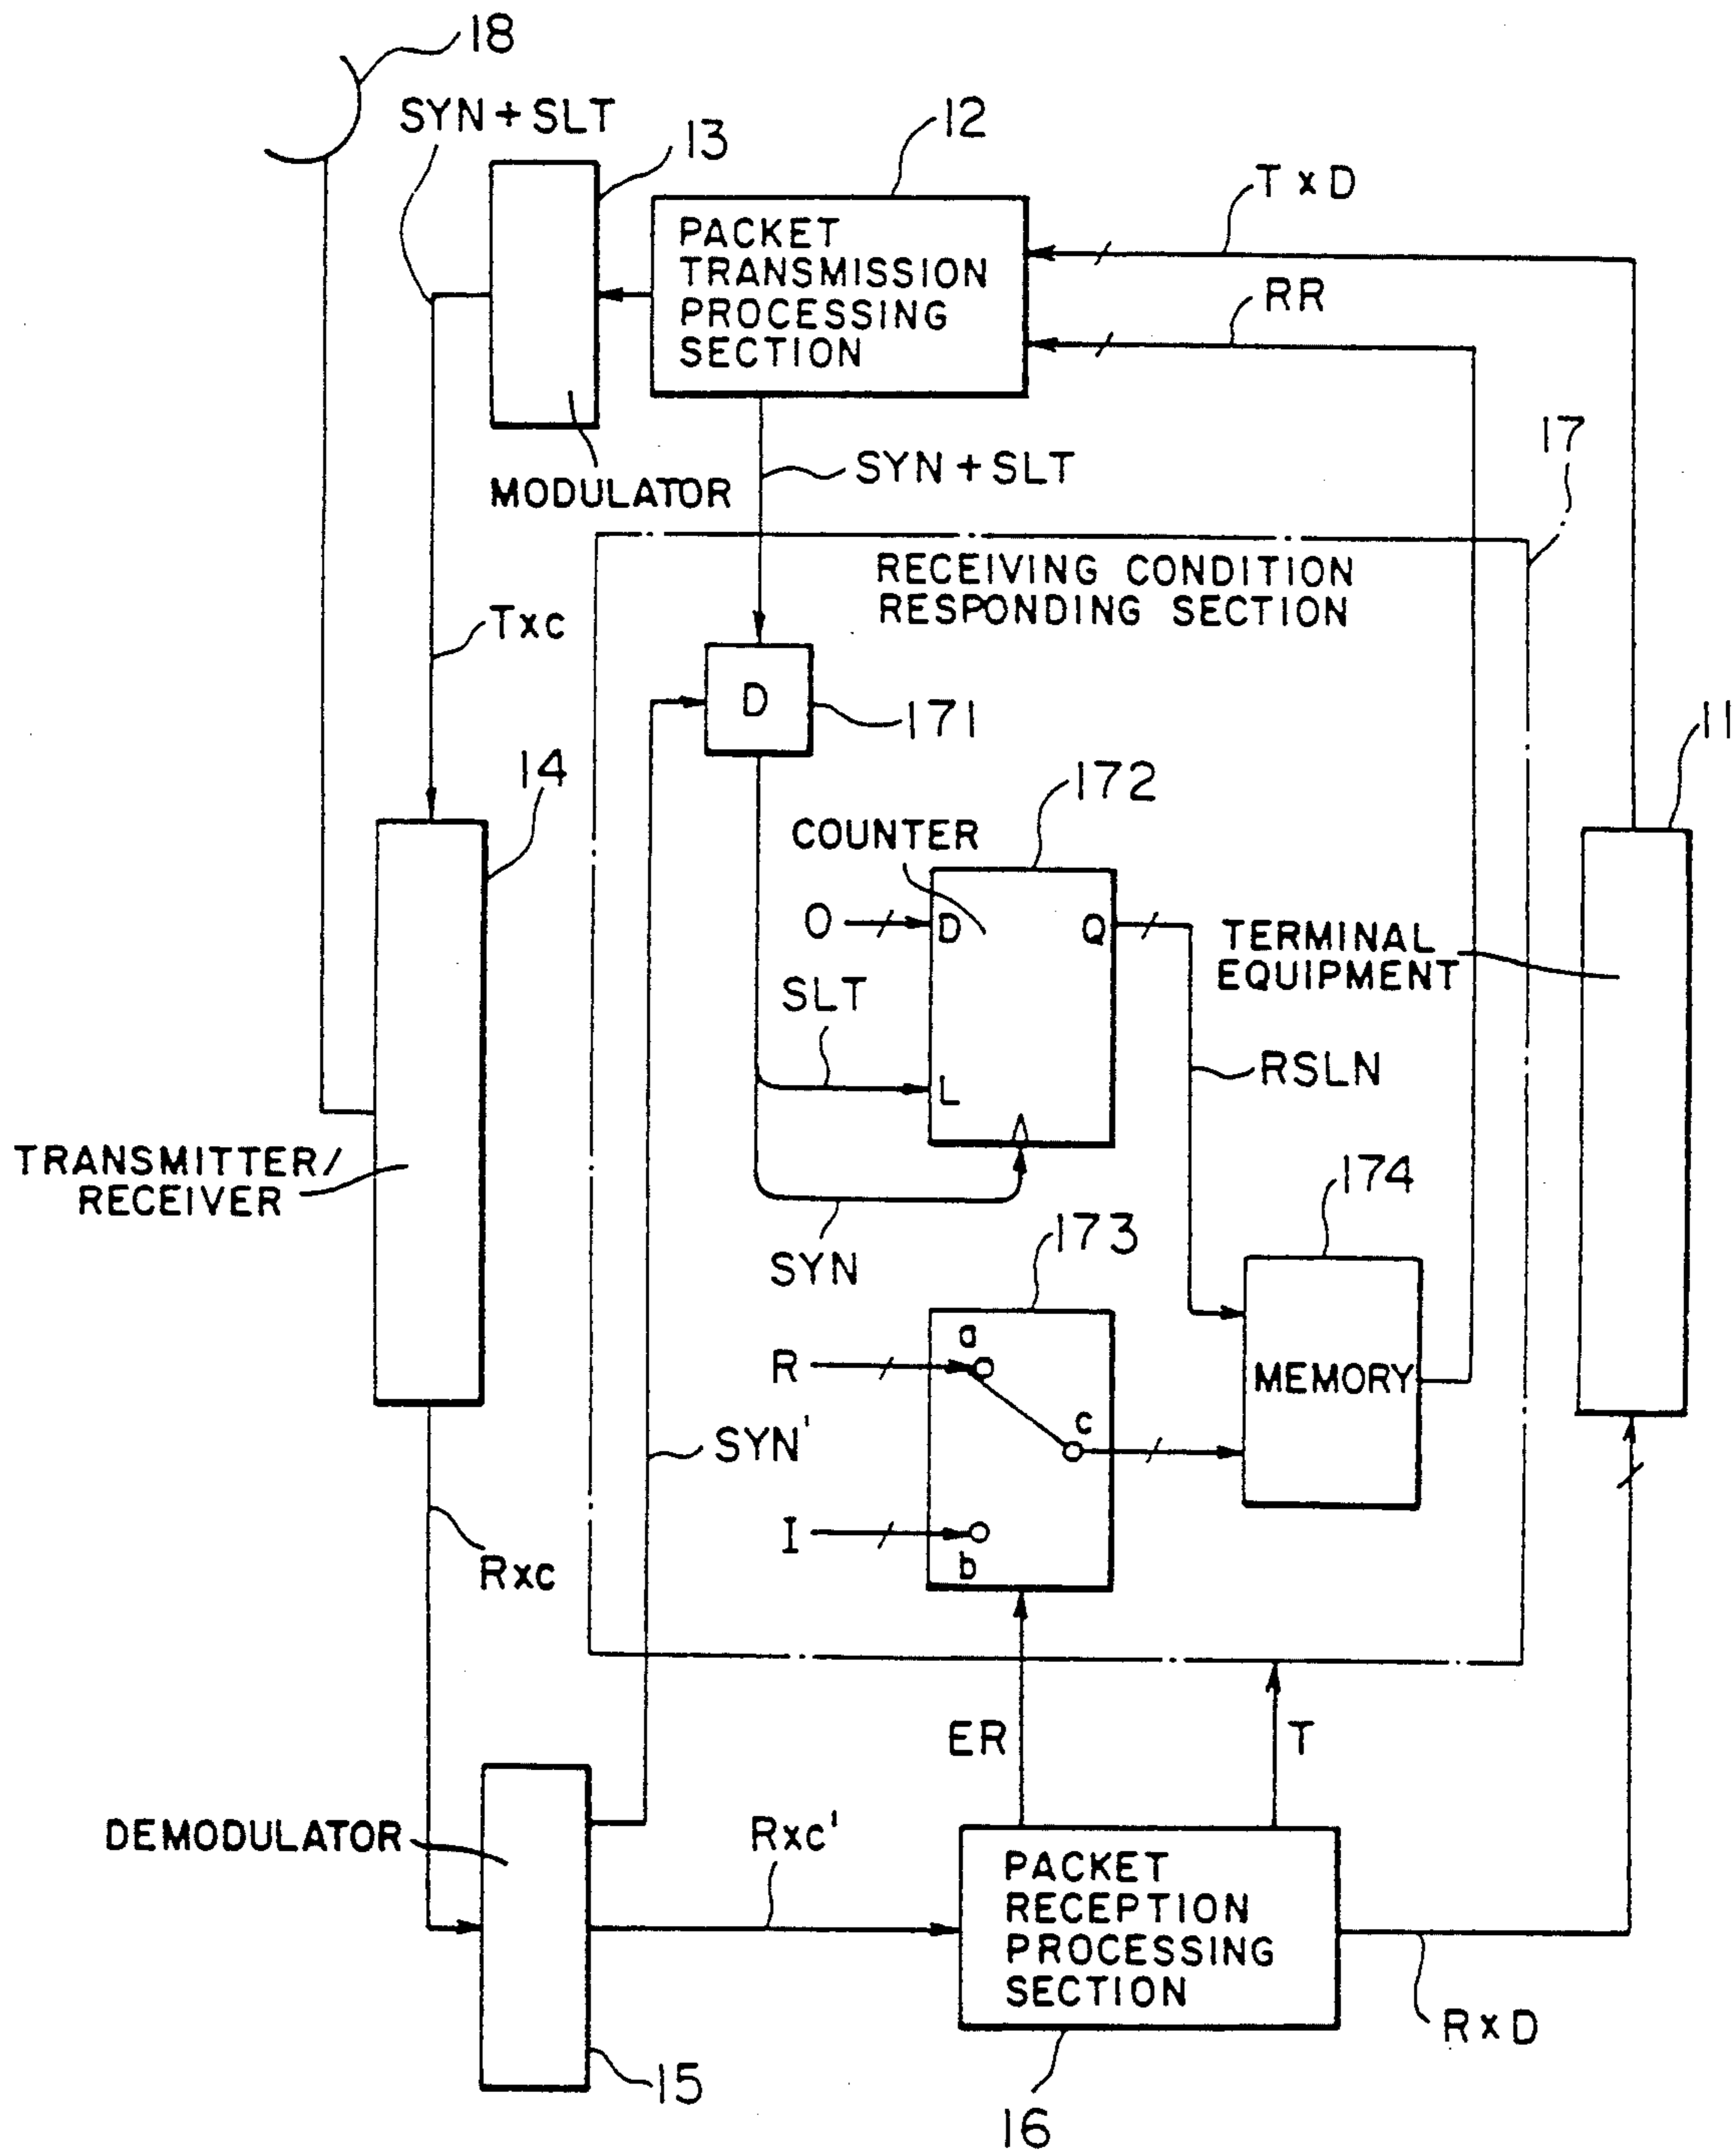 18
SYN + SLT
13
12
TxD
PACKET
TRANSMISSION
PROCESSING
SECTION
RR
17
MODULATOR
SYN + SLT
RECEIVING CONDITION
RESPONDING SECTION
Txc
D
171
11
14
172
COUNTER
O
D
Q
TERMINAL
EQUIPMENT
SLT
RSLN
L
TRANSMITTER/
RECEIVER
174
173
SYN
a
R
MEMORY
c
SYN'
I
b
Rxc
ER
T
DEMODULATOR
Rxc'
PACKET
RECEPTION
PROCESSING
SECTION
RxD
15
16